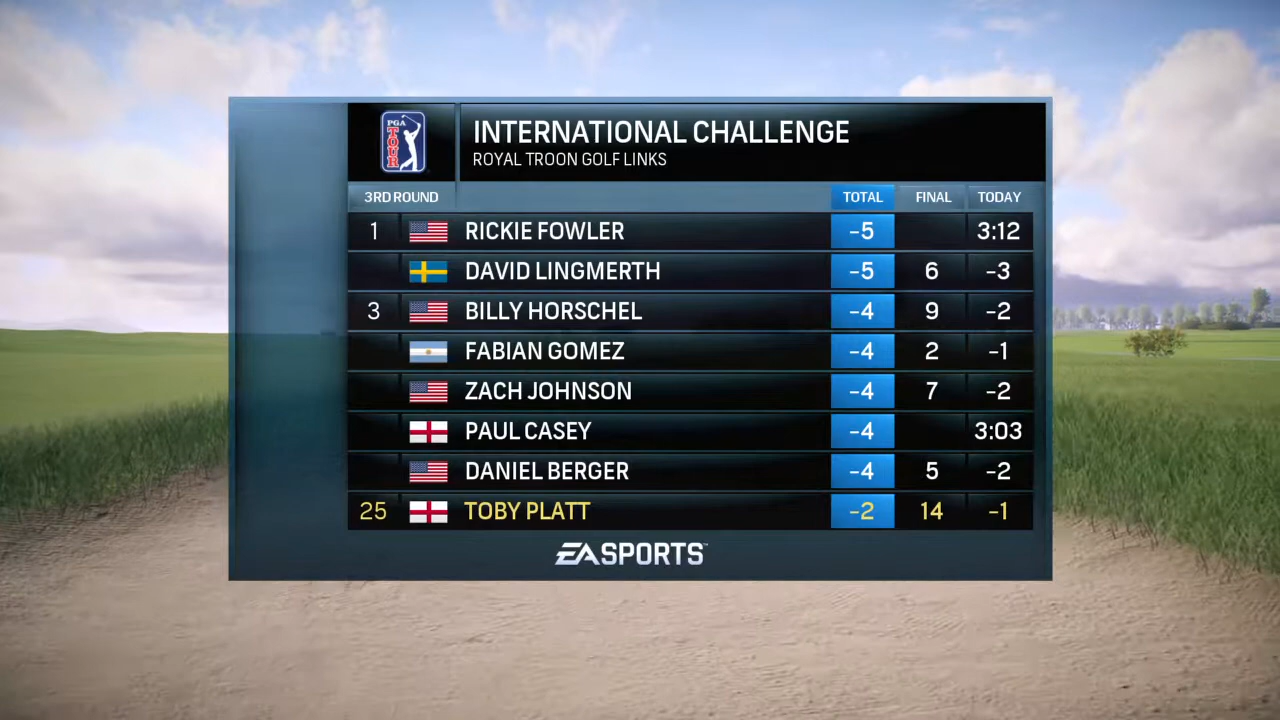 PGA TOUR
INTERNATIONAL CHALLENGE
ROYAL TROON GOLF LINKS
3RD ROUND TOTAL FINAL TODAY
1 RICKIE FOWLER -5 3:12
DAVID LINGMERTH -5 6 -3
3 BILLY HORSCHEL -4 9 -2
FABIAN GOMEZ -4 2 -1
ZACH JOHNSON -4 7 -2
PAUL CASEY -4 3:03
DANIEL BERGER -4 5 -2
25 TOBY PLATT -2 14 -1
EA SPORTS™